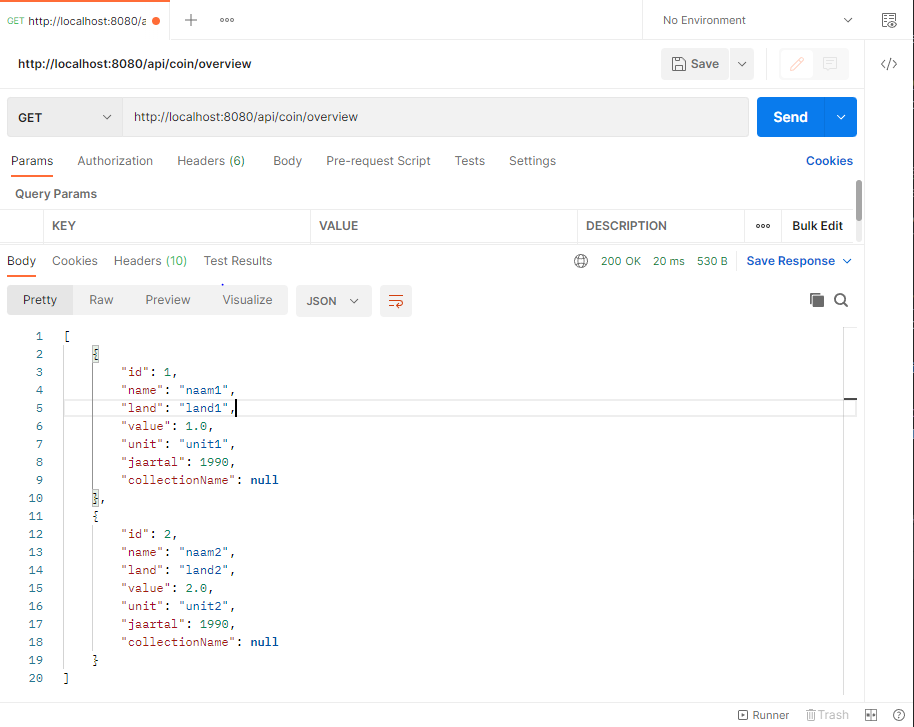 GET http://localhost:8080/a
No Environment
http://localhost:8080/api/coin/overview
Save
GET http://localhost:8080/api/coin/overview Send
Params Authorization Headers (6) Body Pre-request Script Tests Settings Cookies
Query Params
KEY VALUE DESCRIPTION Bulk Edit
Body Cookies Headers (10) Test Results 200 OK 20 ms 530 B Save Response
Pretty Raw Preview Visualize JSON
1 [
2 {
3 "id": 1,
4 "name": "naam1",
5 "land": "land1",
6 "value": 1.0,
7 "unit": "unit1",
8 "jaartal": 1990,
9 "collectionName": null
10 },
11 {
12 "id": 2,
13 "name": "naam2",
14 "land": "land2",
15 "value": 2.0,
16 "unit": "unit2",
17 "jaartal": 1990,
18 "collectionName": null
19 }
20 ]
Runner Trash